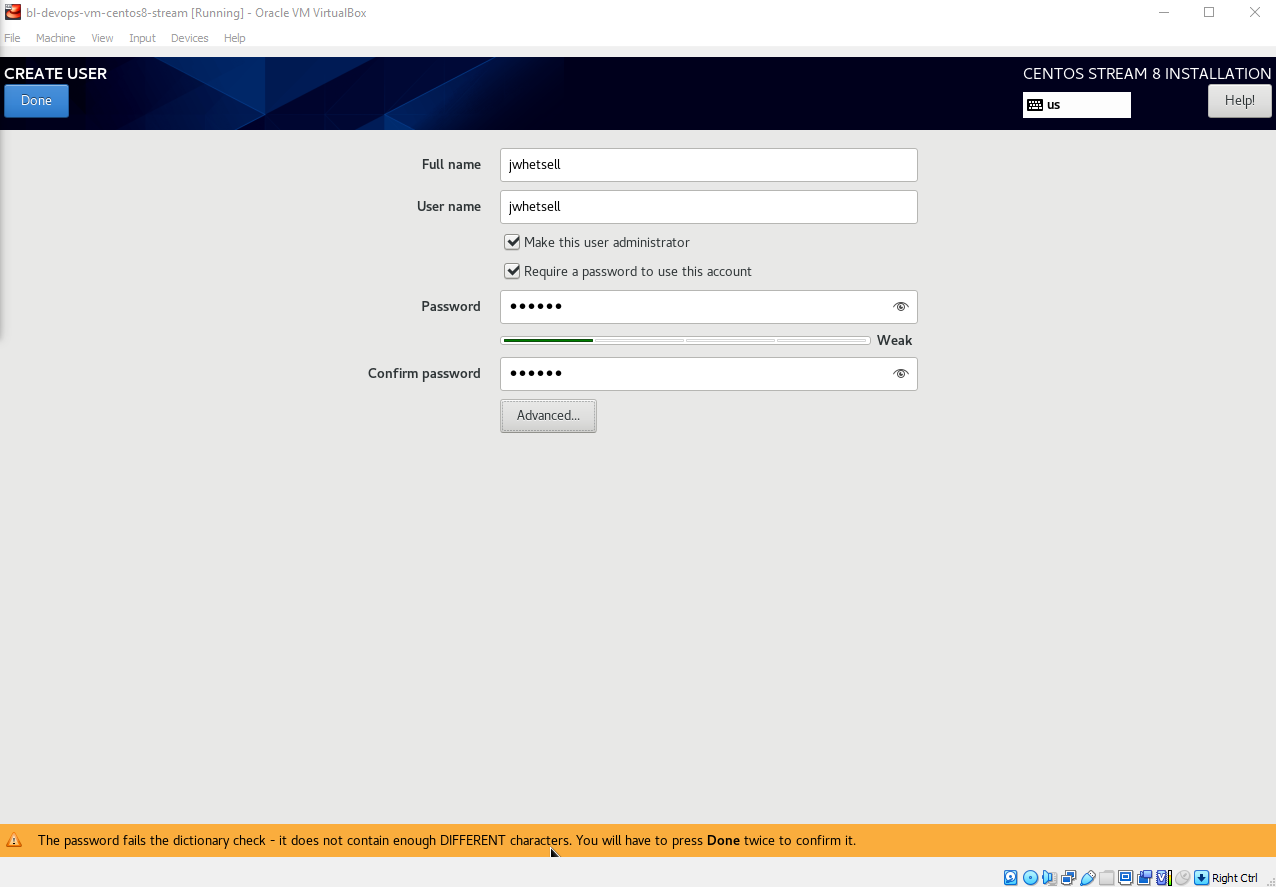 bl-devops-vm-centos8-stream [Running] - Oracle VM VirtualBox
File Machine View Input Devices Help
CREATE USER
CENTOS STREAM 8 INSTALLATION
Done
us
Help!
Full name
jwhetsell
User name
jwhetsell
Make this user administrator
Require a password to use this account
Password
●●●●●●
Weak
Confirm password
●●●●●●
Advanced...
The password fails the dictionary check - it does not contain enough DIFFERENT characters. You will have to press Done twice to confirm it.
Right Ctrl